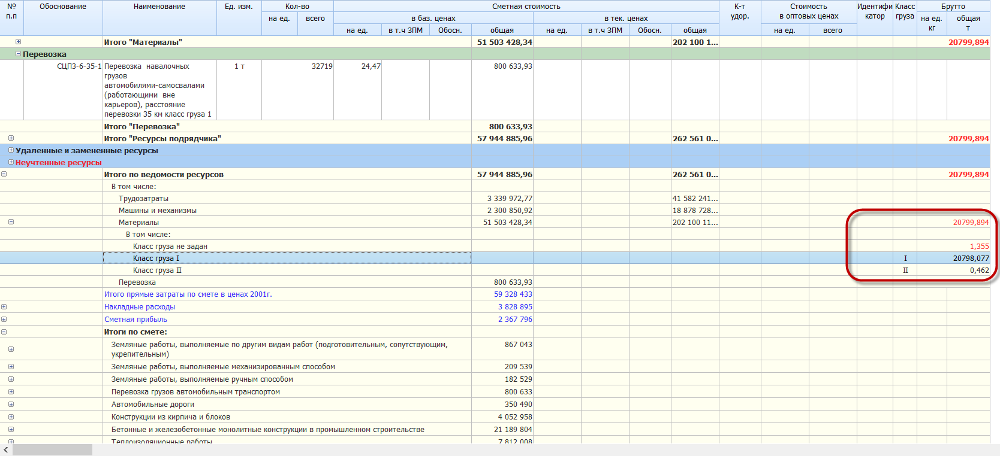 № п.п Обоснование Наименование Ед. изм. Кол-во Сметная стоимость К-т удор. Стоимость в оптовых ценах Идентифи катор Класс груза Брутто
на ед. всего в баз. ценах в тек. ценах на ед. всего на ед. кг общая т
на ед. в т.ч ЗПМ Обосн. общая на ед. в т.ч ЗПМ Обосн. общая
Итого "Материалы" 51 503 428,34 202 100 1... 20799,894
Перевозка
СЦП3-6-35-1 Перевозка навалочных 1 т 32719 24,47 800 633,93
грузов
автомобилями-самосвалами
(работающими вне
карьеров), расстояние
перевозки 35 км класс груза 1
Итого "Перевозка" 800 633,93
Итого "Ресурсы подрядчика" 57 944 885,96 262 561 0... 20799,894
Удаленные и замененные ресурсы
Неучтенные ресурсы
Итого по ведомости ресурсов 57 944 885,96 262 561 0... 20799,894
В том числе:
Трудозатраты 3 339 972,77 41 582 241...
Машины и механизмы 2 300 850,92 18 878 728...
Материалы 51 503 428,34 202 100 11... 20799,894
В том числе:
Класс груза не задан 1,355
Класс груза I I 20798,077
Класс груза II II 0,462
Перевозка 800 633,93
Итого прямые затраты по смете в ценах 2001г. 59 328 433
Накладные расходы 3 828 895
Сметная прибыль 2 367 796
Итоги по смете:
Земляные работы, выполняемые по другим видам работ (подготовительным, сопутствующим, 867 043
укрепительным)
Земляные работы, выполняемые механизированным способом 209 539
Земляные работы, выполняемые ручным способом 182 529
Перевозка грузов автомобильным транспортом 800 633
Автомобильные дороги 350 490
Конструкции из кирпича и блоков 4 052 958
Бетонные и железобетонные монолитные конструкции в промышленном строительстве 21 189 804
Теплоизоляционные работы 7 812 008